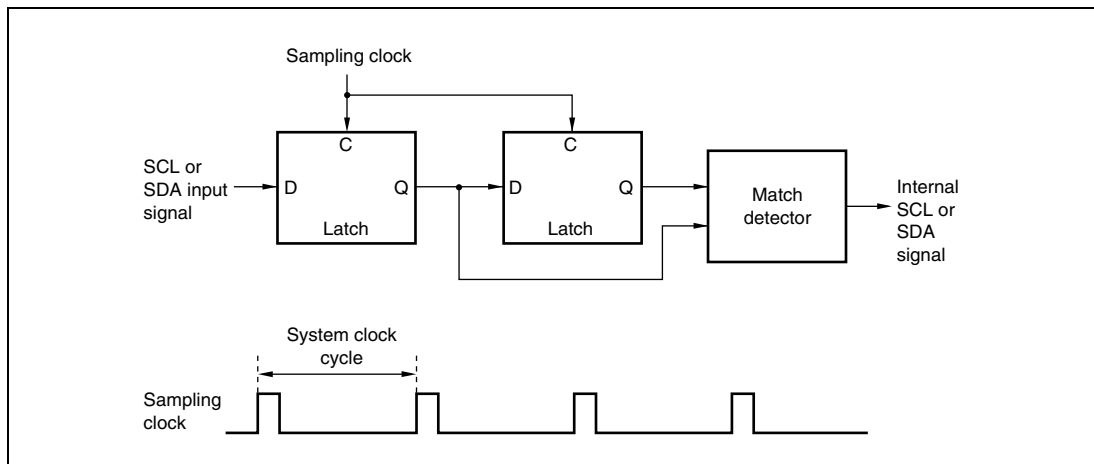 Sampling clock
C
C
SCL or
SDA input
signal
D
Q
D
Q
Latch
Latch
Match
detector
Internal
SCL or
SDA
signal
System clock
cycle
Sampling
clock